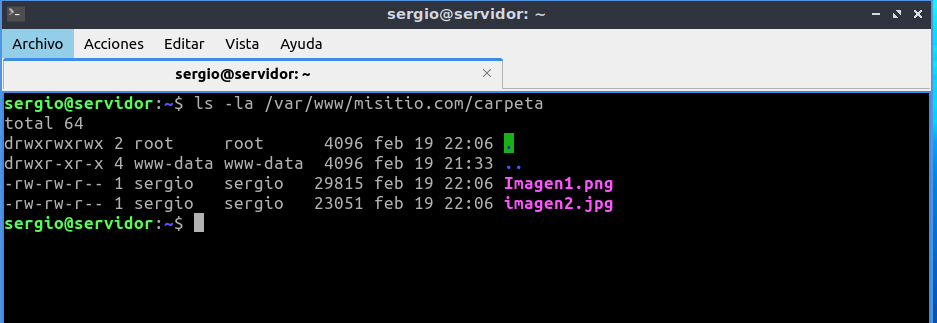 sergio@servidor: ~
Archivo Acciones Editar Vista Ayuda
sergio@servidor: ~
sergio@servidor:~$ ls -la /var/www/misitio.com/carpeta
total 64
drwxrwxrwx 2 root     root      4096 feb 19 22:06 .
drwxr-xr-x 4 www-data www-data  4096 feb 19 21:33 ..
-rw-rw-r-- 1 sergio   sergio   29815 feb 19 22:06 Imagen1.png
-rw-rw-r-- 1 sergio   sergio   23051 feb 19 22:06 imagen2.jpg
sergio@servidor:~$